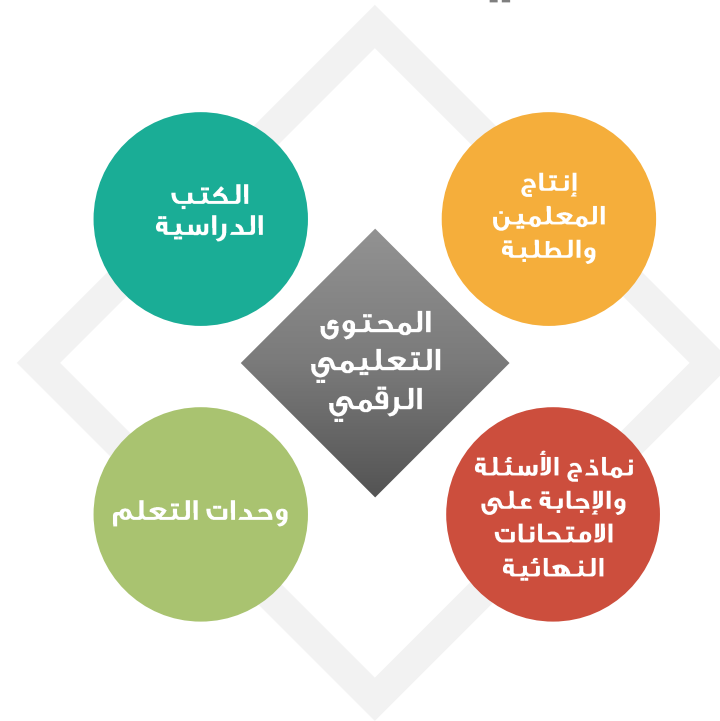 إنتاج
المعلمين
والطلبة
الكتب
الدراسية
المحتوى
التعليمي
الرقمي
نماذج الأسئلة
والإجابة على
الامتحانات
النهائية
وحدات التعلم